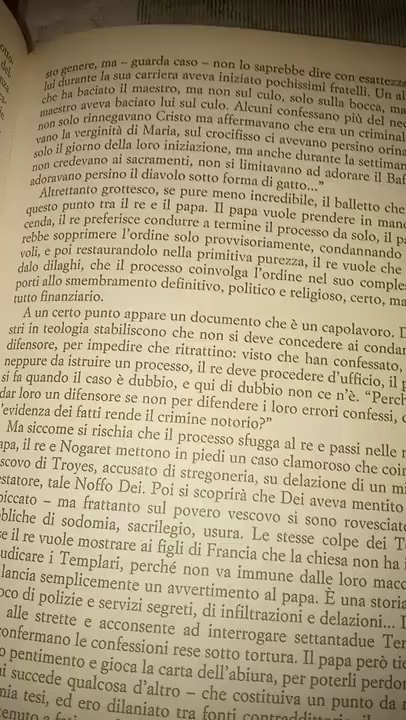 sto genere, ma – guarda caso – non lo saprebbe dire con esattezza
lui durante la sua carriera aveva iniziato pochissimi fratelli. Un al
che ha baciato il maestro, ma non sul culo, solo sulla bocca, ma
maestro aveva baciato lui sul culo. Alcuni confessano più del nec
non solo rinnegavano Cristo ma affermavano che era un criminal
vano la verginità di Maria, sul crocifisso ci avevano persino orina
solo il giorno della loro iniziazione, ma anche durante la settiman
non credevano ai sacramenti, non si limitavano ad adorare il Baf
adoravano persino il diavolo sotto forma di gatto..."
Altrettanto grottesco, se pure meno incredibile, il balletto che
questo punto tra il re e il papa. Il papa vuole prendere in mano
cenda, il re preferisce condurre a termine il processo da solo, il pa
rebbe sopprimere l'ordine solo provvisoriamente, condannando
voli, e poi restaurandolo nella primitiva purezza, il re vuole che
dalo dilaghi, che il processo coinvolga l'ordine nel suo comples
porti allo smembramento definitivo, politico e religioso, certo, ma
tutto finanziario.
A un certo punto appare un documento che è un capolavoro. D
stri in teologia stabiliscono che non si deve concedere ai condan
difensore, per impedire che ritrattino: visto che han confessato,
neppure da istruire un processo, il re deve procedere d'ufficio, il p
si fa quando il caso è dubbio, e qui di dubbio non ce n'è. "Perch
dar loro un difensore se non per difendere i loro errori confessi, c
l'evidenza dei fatti rende il crimine notorio?"
Ma siccome si rischia che il processo sfugga al re e passi nelle m
apa, il re e Nogaret mettono in piedi un caso clamoroso che coin
scovo di Troyes, accusato di stregoneria, su delazione di un mi
estatore, tale Noffo Dei. Poi si scoprirà che Dei aveva mentito
piccato – ma frattanto sul povero vescovo si sono rovesciate
bliche di sodomia, sacrilegio, usura. Le stesse colpe dei T
se il re vuole mostrare ai figli di Francia che la chiesa non ha i
udicare i Templari, perché non va immune dalle loro macc
lancia semplicemente un avvertimento al papa. È una storia
oco di polizie e servizi segreti, di infiltrazioni e delazioni... I
alle strette e acconsente ad interrogare settantadue Te
onfermano le confessioni rese sotto tortura. Il papa però tie
o pentimento e gioca la carta dell'abiura, per poterli perdon
ui succede qualcosa d'altro – che costituiva un punto da r
mia tesi, ed ero dilaniato tra fonti